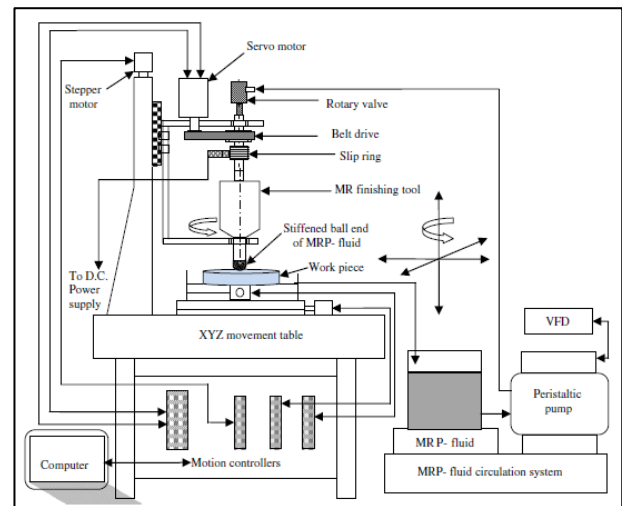 Servo motor
Stepper
motor
Rotary valve
Belt drive
Slip ring
MR finishing tool
Stiffened ball end
of MRP- fluid
Work piece
To D.C.
Power
supply
XYZ movement table
VFD
Peristaltic
pump
MRP- fluid
Computer
Motion controllers
MRP- fluid circulation system